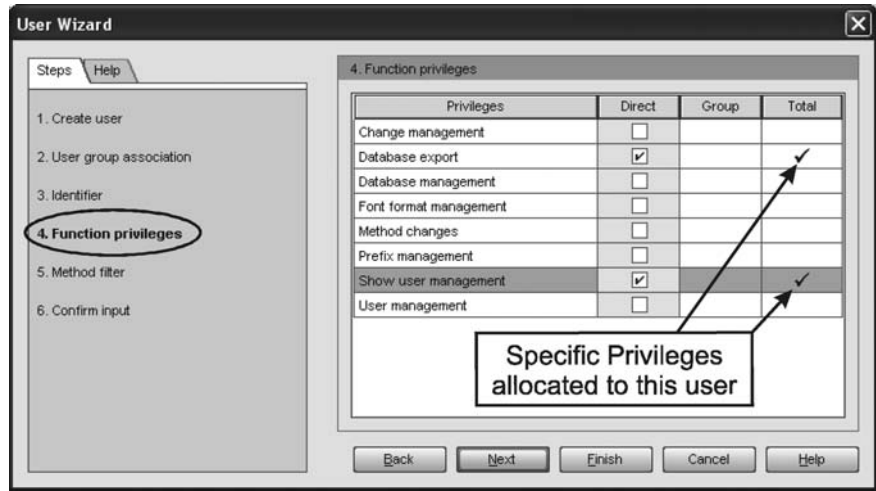 User Wizard
Steps Help
1. Create user
2. User group association
3. Identifier
4. Function privileges
5. Method filter
6. Confirm input
4. Function privileges
Privileges Direct Group Total
Change management
Database export
Database management
Font format management
Method changes
Prefix management
Show user management
User management
Specific Privileges
allocated to this user
Back Next Finish Cancel Help